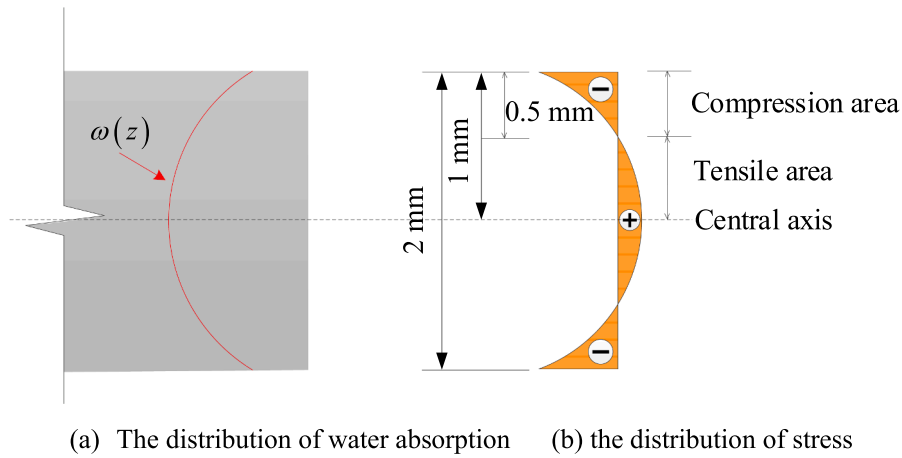 ω(z)
2 mm
1 mm
0.5 mm
−
+
−
Compression area
Tensile area
Central axis
(a) The distribution of water absorption
(b) the distribution of stress